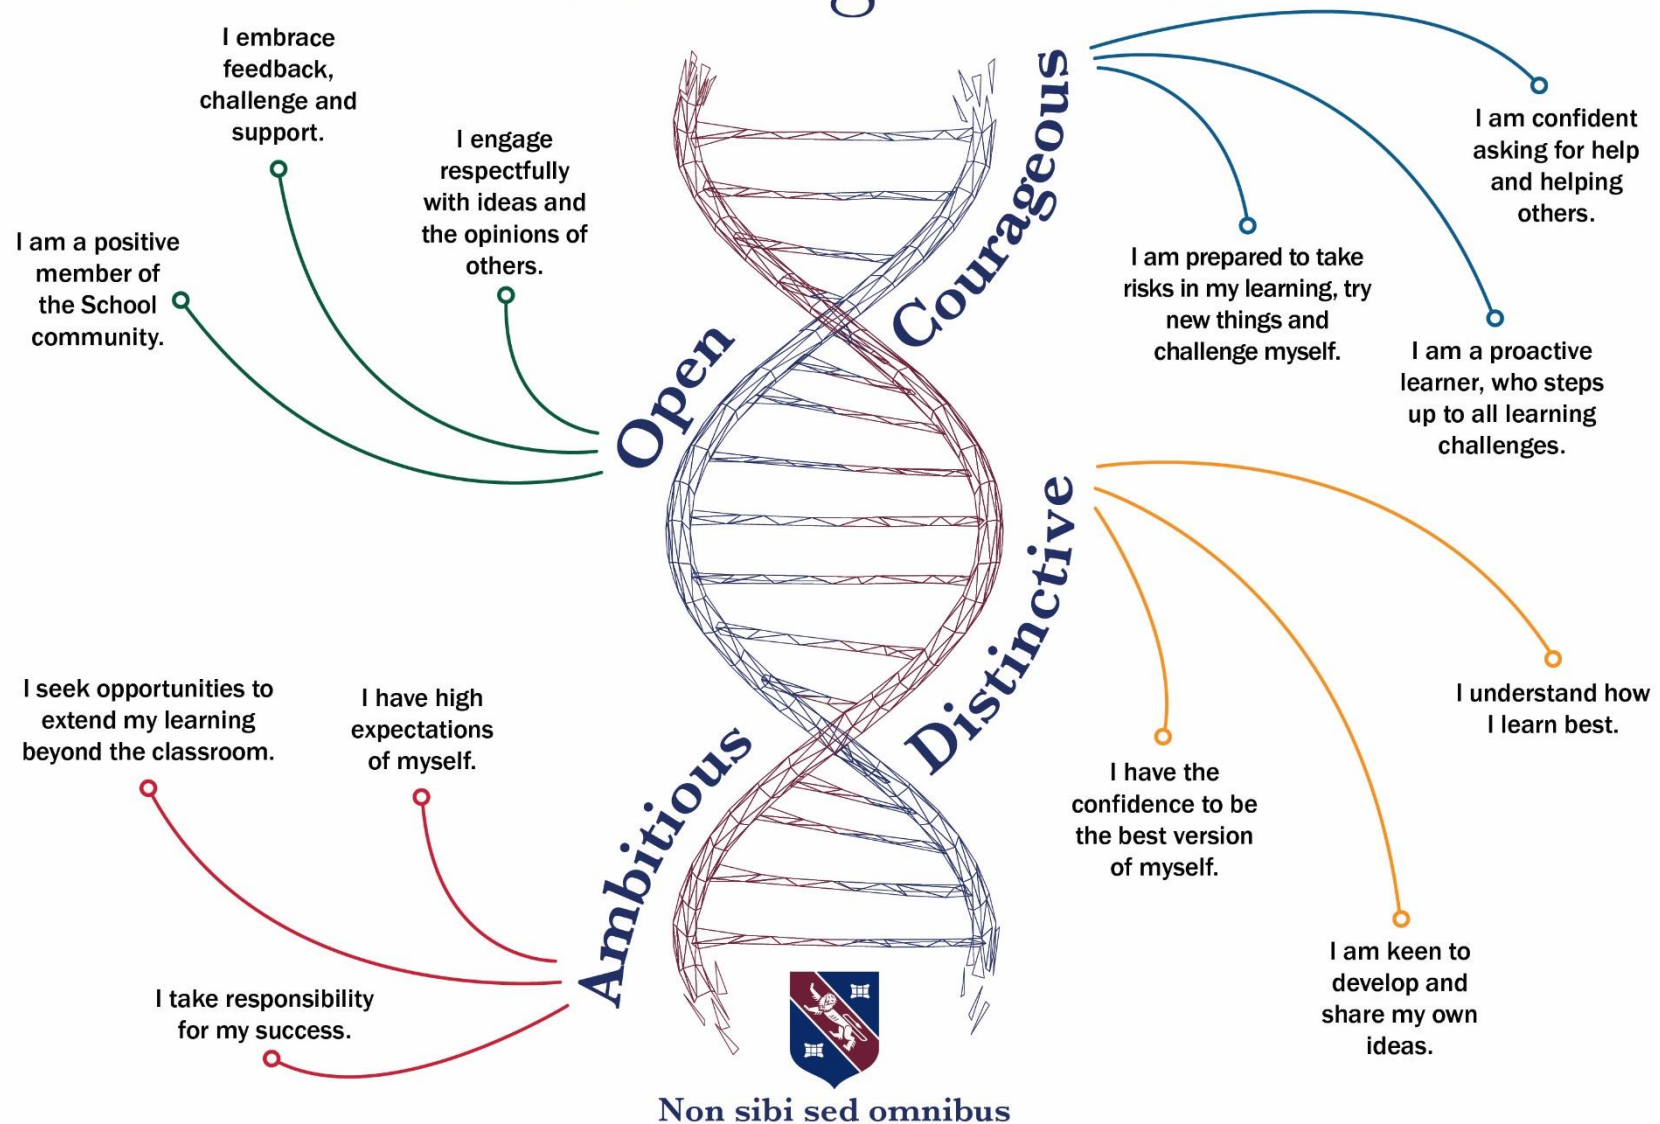 I embrace
feedback,
challenge and
support.
I engage
respectfully
with ideas and
the opinions of
others.
I am a positive
member of
the School
community.
Open
Courageous
I am confident
asking for help
and helping
others.
I am prepared to take
risks in my learning, try
new things and
challenge myself.
I am a proactive
learner, who steps
up to all learning
challenges.
Distinctive
I understand how
I learn best.
I have the
confidence to be
the best version
of myself.
I am keen to
develop and
share my own
ideas.
Ambitious
I seek opportunities to
extend my learning
beyond the classroom.
I have high
expectations
of myself.
I take responsibility
for my success.
Non sibi sed omnibus